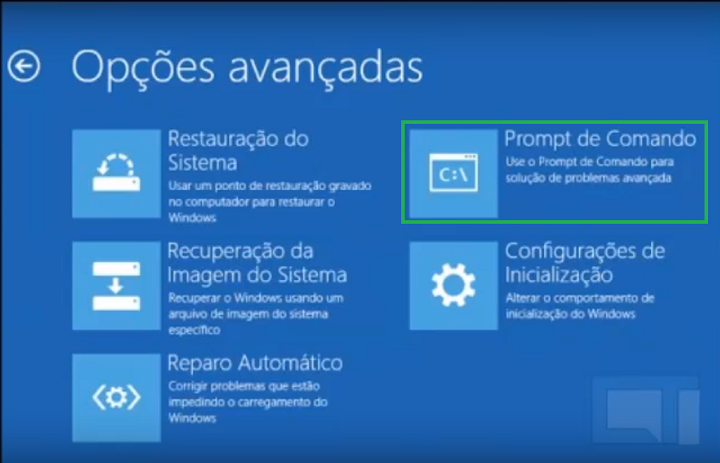 Opções avançadas
Restauração do
Sistema
Usar um ponto de restauração gravado
no computador para restaurar o
Windows
Prompt de Comando
Use o Prompt de Comando para
solução de problemas avançada
C:\
Recuperação da
Imagem do Sistema
Recuperar o Windows usando um
arquivo de imagem do sistema
específico
Configurações de
Inicialização
Alterar o comportamento de
inicialização do Windows
Reparo Automático
Corrigir problemas que estão
impedindo o carregamento do
Windows